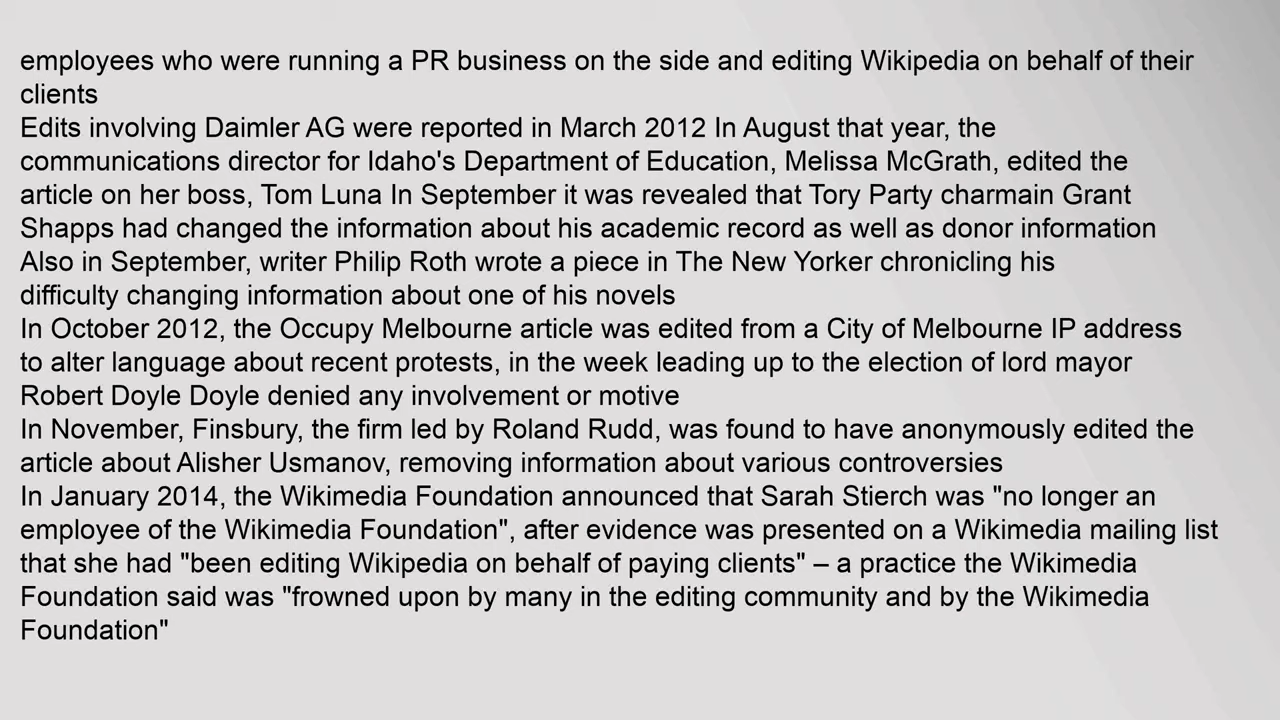 employees who were running a PR business on the side and editing Wikipedia on behalf of their
clients
Edits involving Daimler AG were reported in March 2012 In August that year, the
communications director for Idaho's Department of Education, Melissa McGrath, edited the
article on her boss, Tom Luna In September it was revealed that Tory Party charmain Grant
Shapps had changed the information about his academic record as well as donor information
Also in September, writer Philip Roth wrote a piece in The New Yorker chronicling his
difficulty changing information about one of his novels
In October 2012, the Occupy Melbourne article was edited from a City of Melbourne IP address
to alter language about recent protests, in the week leading up to the election of lord mayor
Robert Doyle Doyle denied any involvement or motive
In November, Finsbury, the firm led by Roland Rudd, was found to have anonymously edited the
article about Alisher Usmanov, removing information about various controversies
In January 2014, the Wikimedia Foundation announced that Sarah Stierch was "no longer an
employee of the Wikimedia Foundation", after evidence was presented on a Wikimedia mailing list
that she had "been editing Wikipedia on behalf of paying clients" – a practice the Wikimedia
Foundation said was "frowned upon by many in the editing community and by the Wikimedia
Foundation"